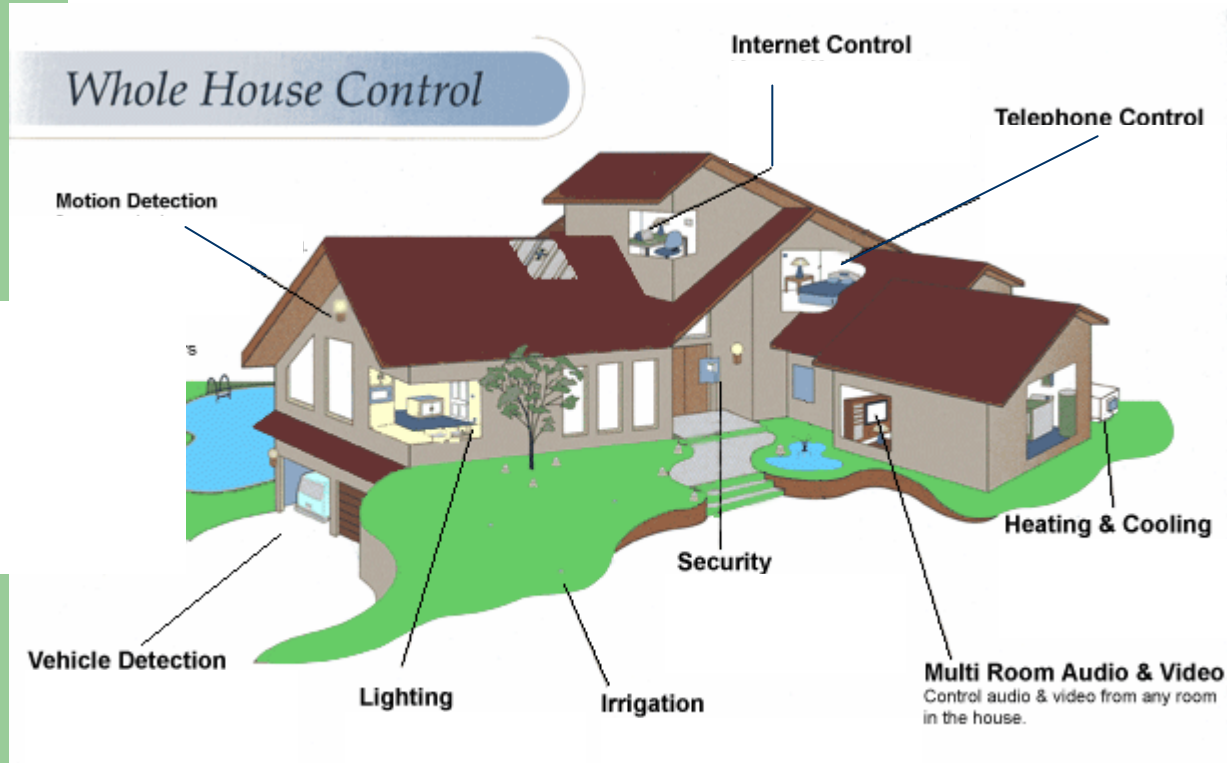 Whole House Control
Internet Control
Telephone Control
Motion Detection
Heating & Cooling
Security
Vehicle Detection
Lighting
Irrigation
Multi Room Audio & Video
Control audio & video from any room
in the house.